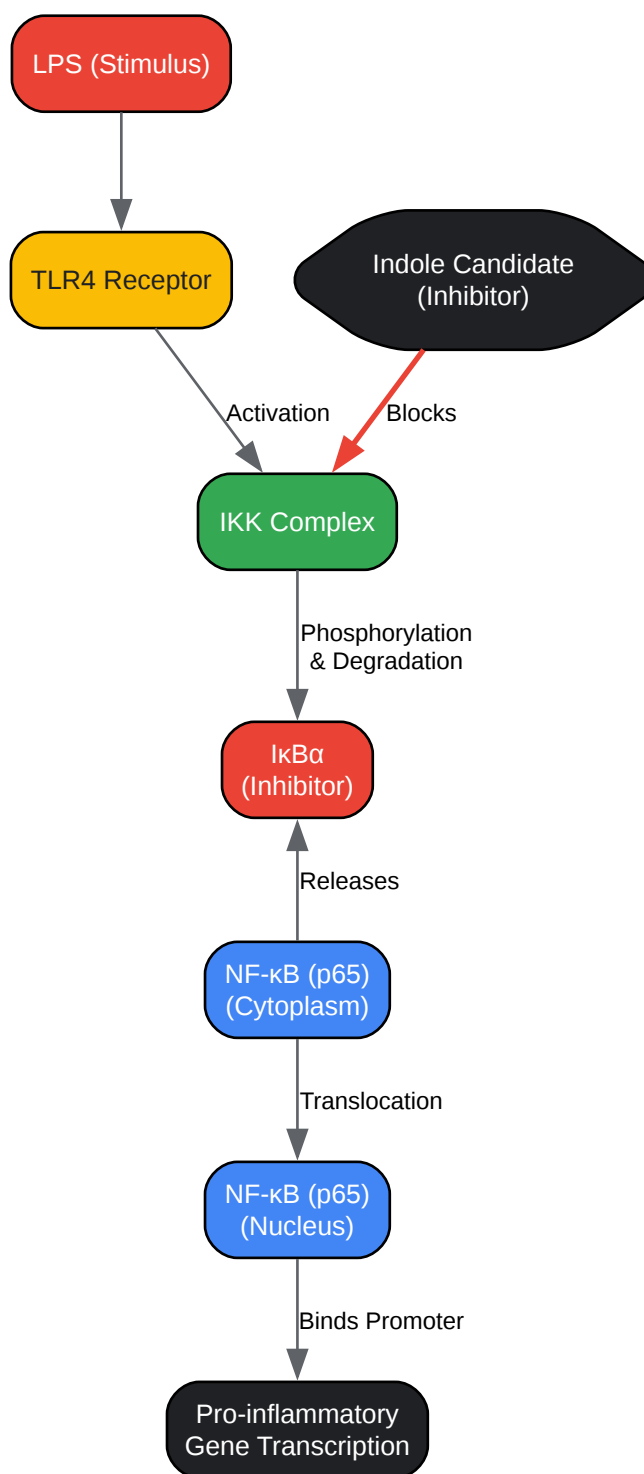 LPS (Stimulus)
TLR4 Receptor
Indole Candidate
(Inhibitor)
Activation
Blocks
IKK Complex
Phosphorylation
& Degradation
IκBα
(Inhibitor)
Releases
NF-κB (p65)
(Cytoplasm)
Translocation
NF-κB (p65)
(Nucleus)
Binds Promoter
Pro-inflammatory
Gene Transcription